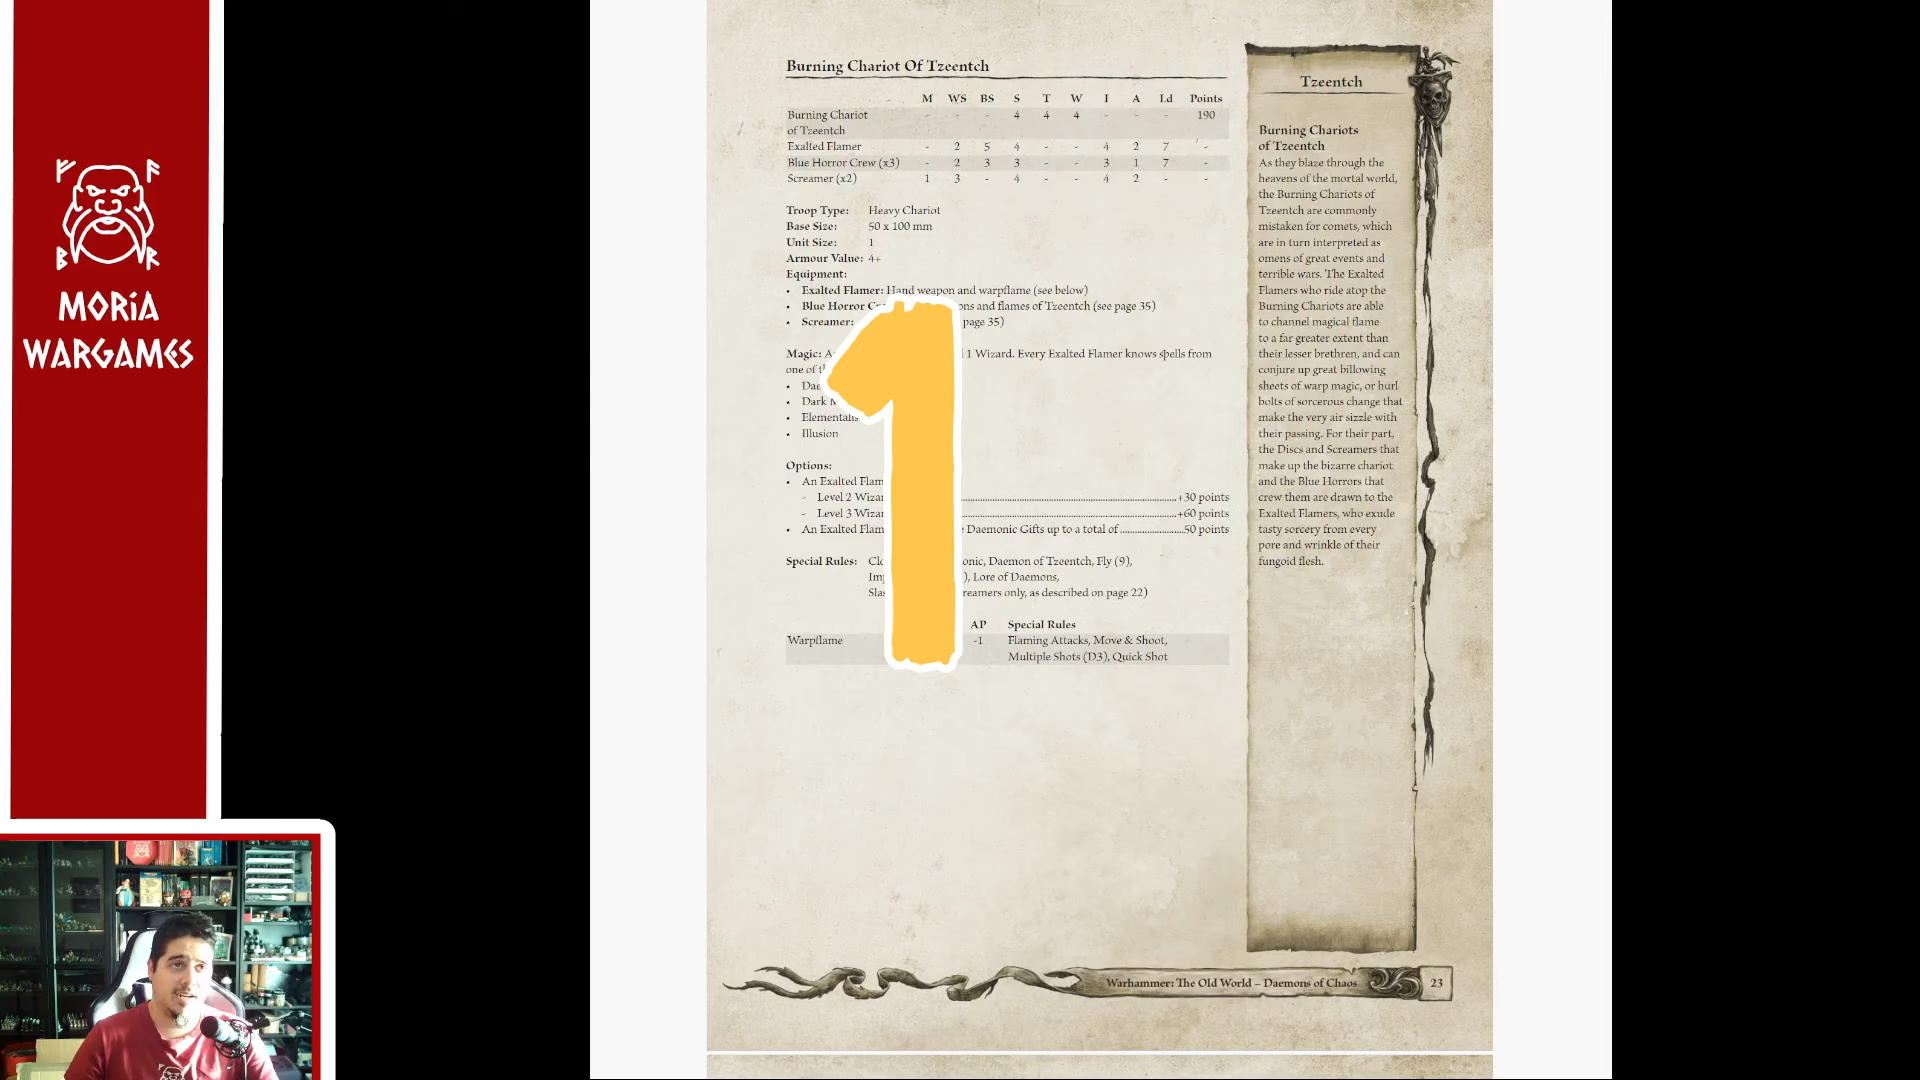 MORIA
WARGAMES
Burning Chariot Of Tzeentch
M WS BS S T W I A Ld Points
Burning Chariot of Tzeentch - - - 4 4 4 - - - 190
Exalted Flamer - 2 5 4 - - 4 2 7 -
Blue Horror Crew (x3) - 2 3 3 - - 3 1 7 -
Screamer (x2) 1 3 - 4 - - 4 2 - -
Troop Type: Heavy Chariot
Base Size: 50 x 100 mm
Unit Size: 1
Armour Value: 4+
Equipment:
• Exalted Flamer: Hand weapon and warpflame (see below)
• Blue Horror and flames of Tzeentch (see page 35)
• Screamer: page 35)
Magic: 1 Wizard. Every Exalted Flamer knows spells from
one of
• Dark
•
• Illusion
Options:
• An Exalted
- Level 2 +30 points
- Level 3 +60 points
• An Exalted Daemonic Gifts up to a total of 50 points
Special Rules: Daemon of Tzeentch, Fly (9),
Lore of Daemons,
only, as described on page 22)
AP Special Rules
Warpflame -1 Flaming Attacks, Move & Shoot,
Multiple Shots (D3), Quick Shot
1
Tzeentch
Burning Chariots
of Tzeentch
As they blaze through the
heavens of the mortal world,
the Burning Chariots of
Tzeentch are commonly
mistaken for comets, which
are in turn interpreted as
omens of great events and
terrible wars. The Exalted
Flamers who ride atop the
Burning Chariots are able
to channel magical flame
to a far greater extent than
their lesser brethren, and can
conjure up great billowing
sheets of warp magic, or hurl
bolts of sorcerous change that
make the very air sizzle with
their passing. For their part,
the Discs and Screamers that
make up the bizarre chariot
and the Blue Horrors that
crew them are drawn to the
Exalted Flamers, who exude
tasty sorcery from every
pore and wrinkle of their
fungoid flesh.
Warhammer: The Old World – Daemons of Chaos 23